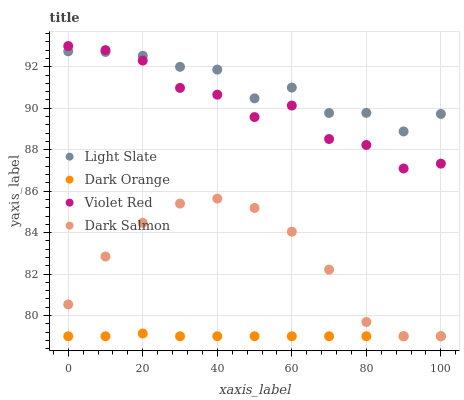 title
yaxis_label
92
90
88
86
84
82
80
Light Slate
Dark Orange
Violet Red
Dark Salmon
0
20
40
60
80
100
xaxis_label